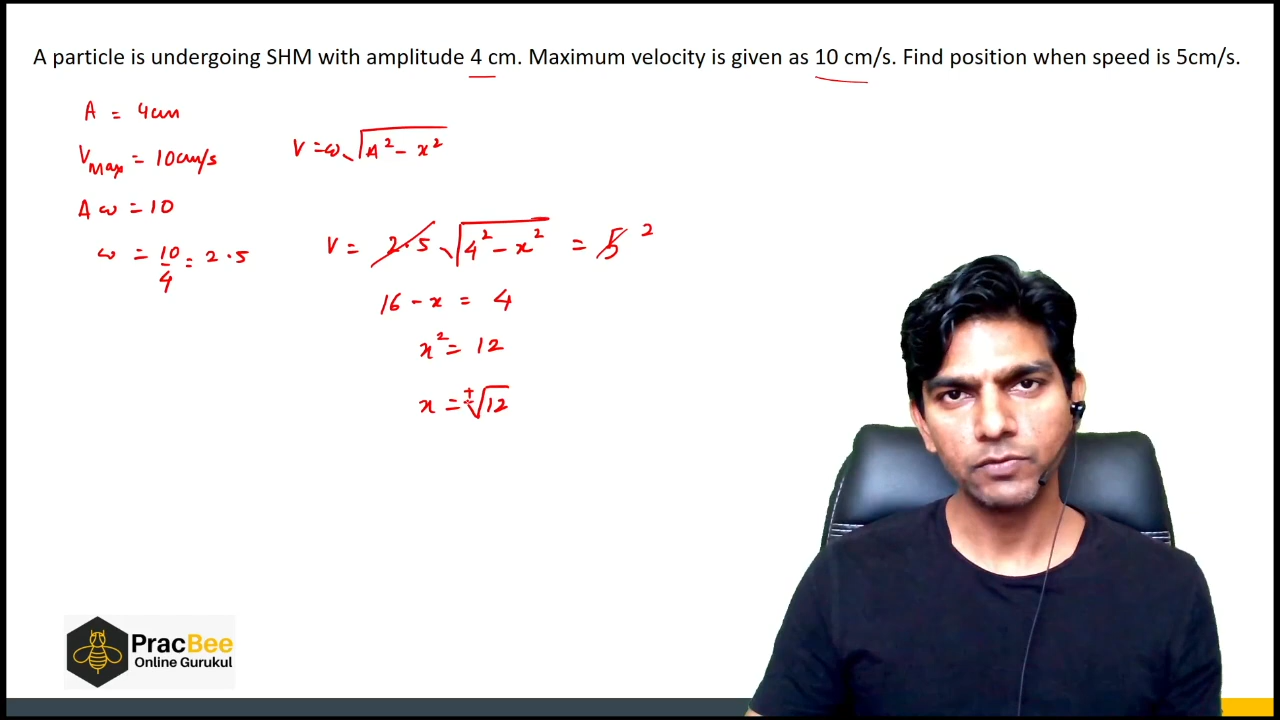 A particle is undergoing SHM with amplitude 4 cm. Maximum velocity is given as 10 cm/s. Find position when speed is 5cm/s.
A = 4cm
Vmax = 10cm/s
Aω = 10
ω = 10/4 = 2.5
V = ω√(A² - x²)
V = 2.5 √(4² - x²) = 5 2
16 - x = 4
x² = 12
x = ±√12
PracBee
Online Gurukul